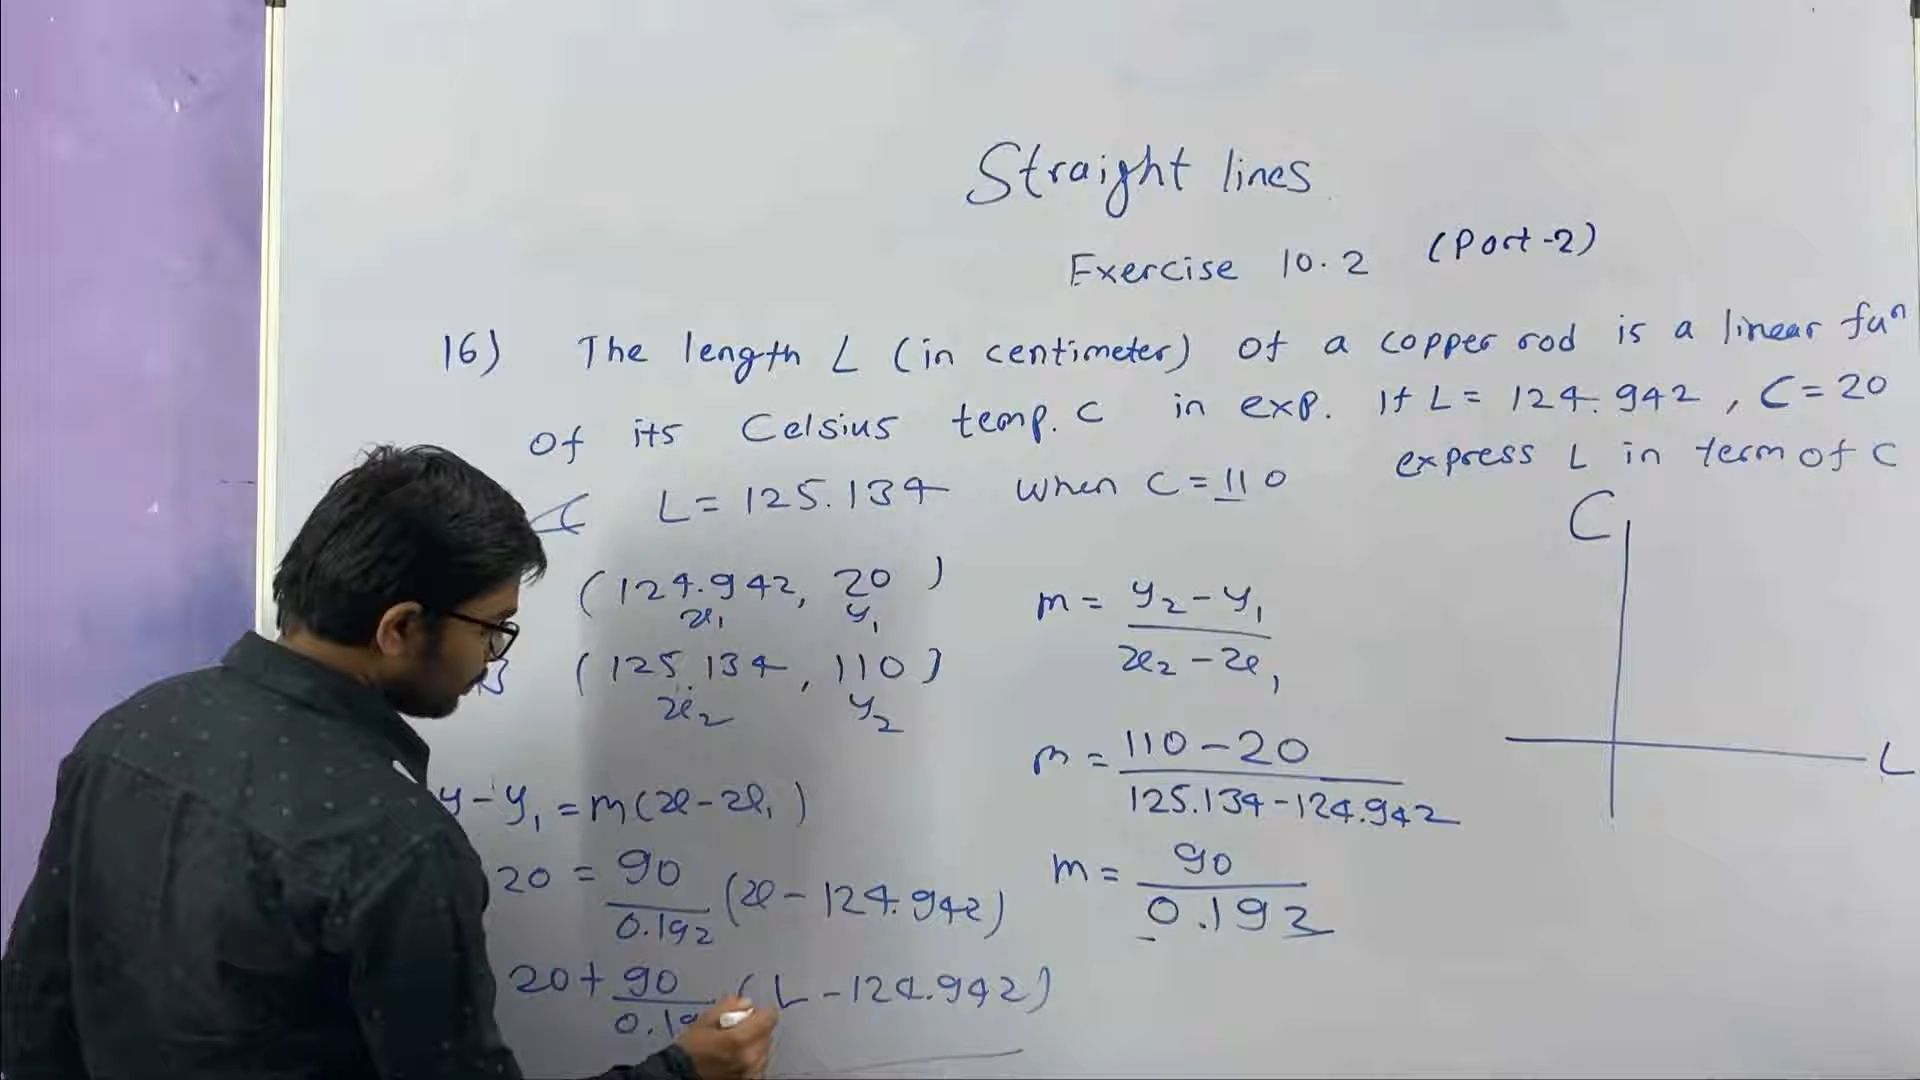 Straight lines
Exercise 10.2 (Part-2)
16) The length L (in centimeter) of a copper rod is a linear fun
of its Celsius temp. C in exp. If L = 124.942, C = 20
L = 125.134 when C = 110 express L in term of C
C
(124.942, 20)
x₁ y₁
(125.134, 110)
x₂ y₂
m = y₂ - y₁ / x₂ - x₁
m = 110 - 20 / 125.134 - 124.942
L
y - y₁ = m(x - x₁)
m = 90 / 0.192
20 = 90 / 0.192 (x - 124.942)
20 + 90 / 0.19 (L - 124.942)